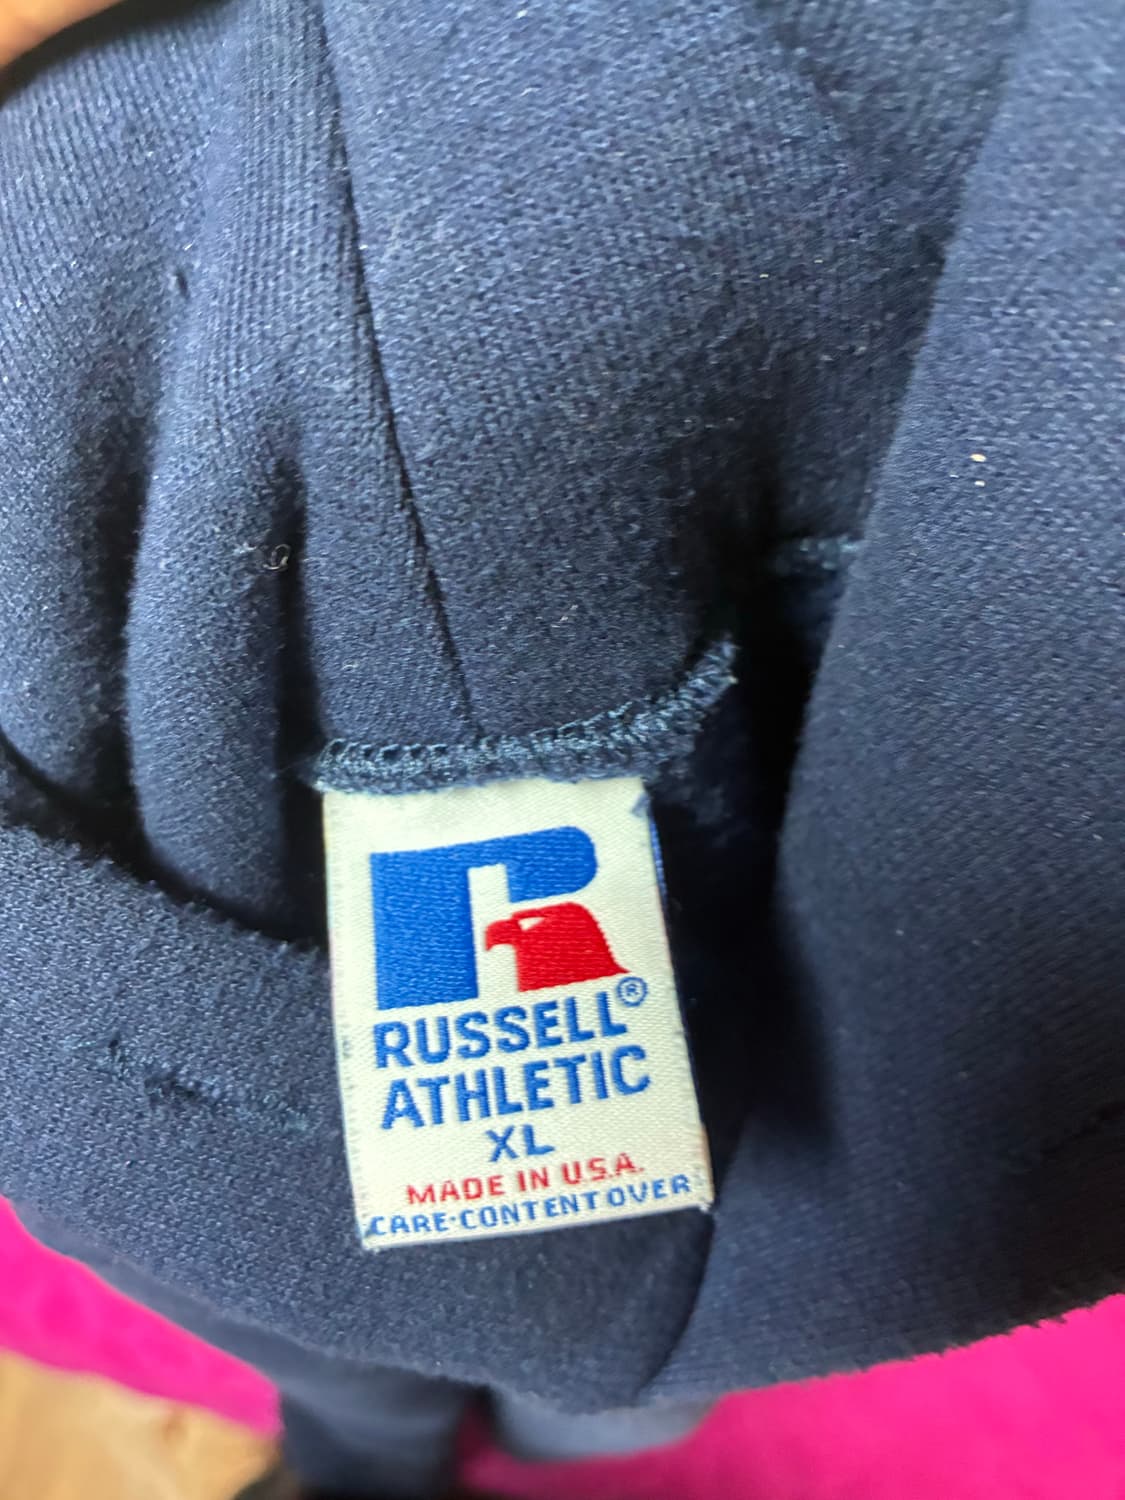 R
RUSSELL®
ATHLETIC
XL
MADE IN U.S.A.
CARE·CONTENT OVER